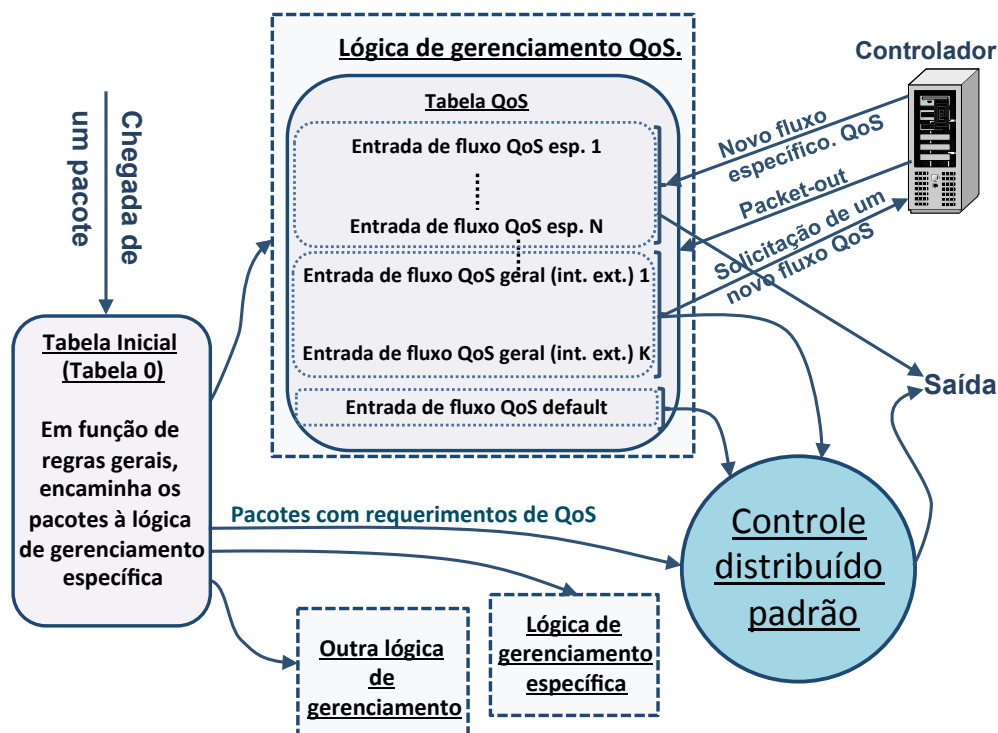 Lógica de gerenciamento QoS.
Controlador
Tabela QoS
Entrada de fluxo QoS esp. 1
Entrada de fluxo QoS esp. N
Entrada de fluxo QoS geral (int. ext.) 1
Entrada de fluxo QoS geral (int. ext.) K
Entrada de fluxo QoS default
Novo fluxo
específico. QoS
Packet-out
Solicitação de um
novo fluxo QoS
Chegada de
um pacote
Tabela Inicial
(Tabela 0)
Em função de
regras gerais,
encaminha os
pacotes à lógica
de gerenciamento
específica
Saída
Pacotes com requerimentos de QoS
Controle
distribuído
padrão
Lógica de
gerenciamento
específica
Outra lógica
de
gerenciamento